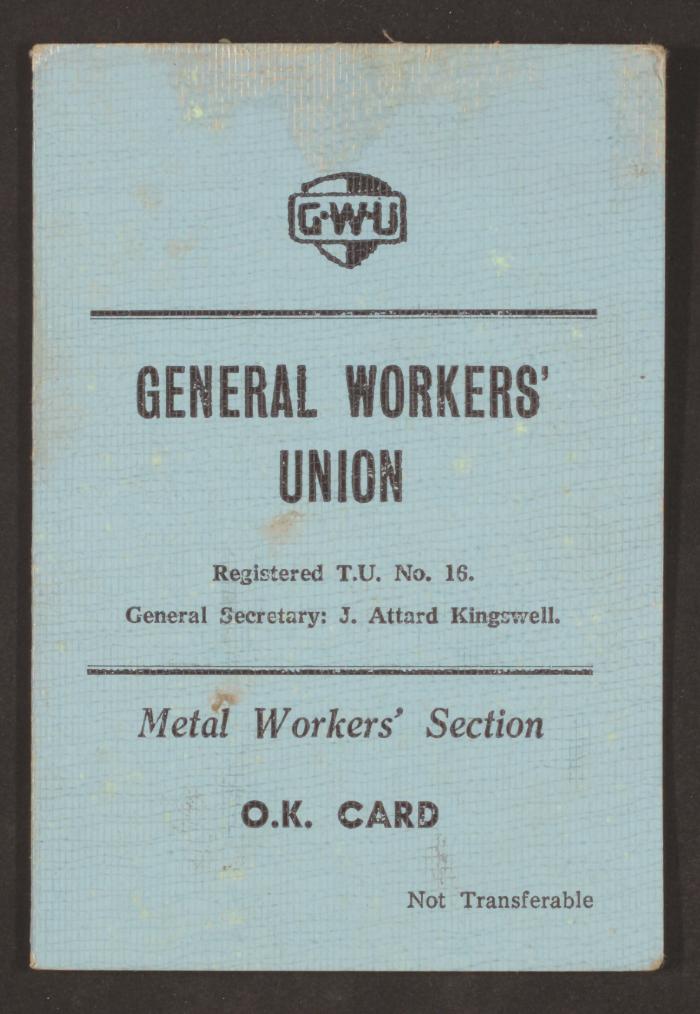 G·W·U
GENERAL WORKERS'
UNION
Registered T.U. No. 16.
General Secretary: J. Attard Kingswell.
Metal Workers' Section
O.K. CARD
Not Transferable